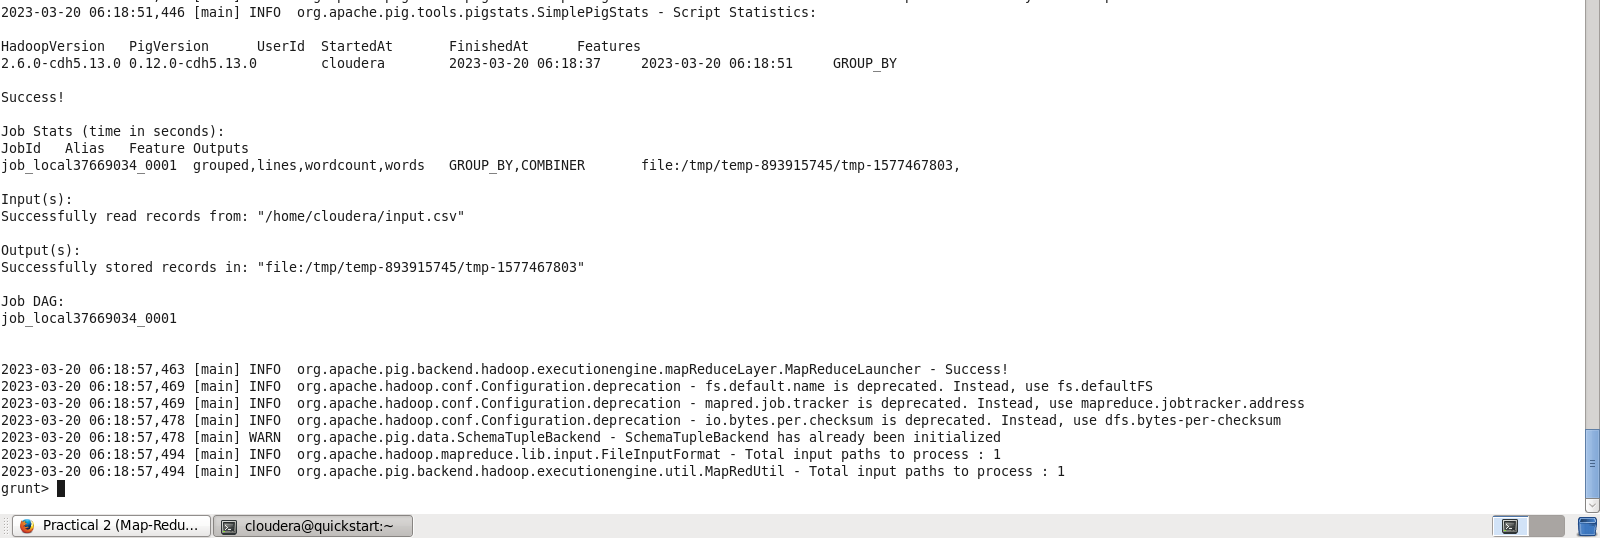 2023-03-20 06:18:51,446 [main] INFO  org.apache.pig.tools.pigstats.SimplePigStats - Script Statistics:
HadoopVersion   PigVersion      UserId  StartedAt       FinishedAt      Features
2.6.0-cdh5.13.0 0.12.0-cdh5.13.0        cloudera        2023-03-20 06:18:37     2023-03-20 06:18:51     GROUP_BY
Success!
Job Stats (time in seconds):
JobId   Alias   Feature Outputs
job_local37669034_0001  grouped,lines,wordcount,words   GROUP_BY,COMBINER       file:/tmp/temp-893915745/tmp-1577467803,
Input(s):
Successfully read records from: "/home/cloudera/input.csv"
Output(s):
Successfully stored records in: "file:/tmp/temp-893915745/tmp-1577467803"
Job DAG:
job_local37669034_0001
2023-03-20 06:18:57,463 [main] INFO  org.apache.pig.backend.hadoop.executionengine.mapReduceLayer.MapReduceLauncher - Success!
2023-03-20 06:18:57,469 [main] INFO  org.apache.hadoop.conf.Configuration.deprecation - fs.default.name is deprecated. Instead, use fs.defaultFS
2023-03-20 06:18:57,469 [main] INFO  org.apache.hadoop.conf.Configuration.deprecation - mapred.job.tracker is deprecated. Instead, use mapreduce.jobtracker.address
2023-03-20 06:18:57,478 [main] INFO  org.apache.hadoop.conf.Configuration.deprecation - io.bytes.per.checksum is deprecated. Instead, use dfs.bytes-per-checksum
2023-03-20 06:18:57,478 [main] WARN  org.apache.pig.data.SchemaTupleBackend - SchemaTupleBackend has already been initialized
2023-03-20 06:18:57,494 [main] INFO  org.apache.hadoop.mapreduce.lib.input.FileInputFormat - Total input paths to process : 1
2023-03-20 06:18:57,494 [main] INFO  org.apache.pig.backend.hadoop.executionengine.util.MapRedUtil - Total input paths to process : 1
grunt>
Practical 2 (Map-Redu...
cloudera@quickstart:~